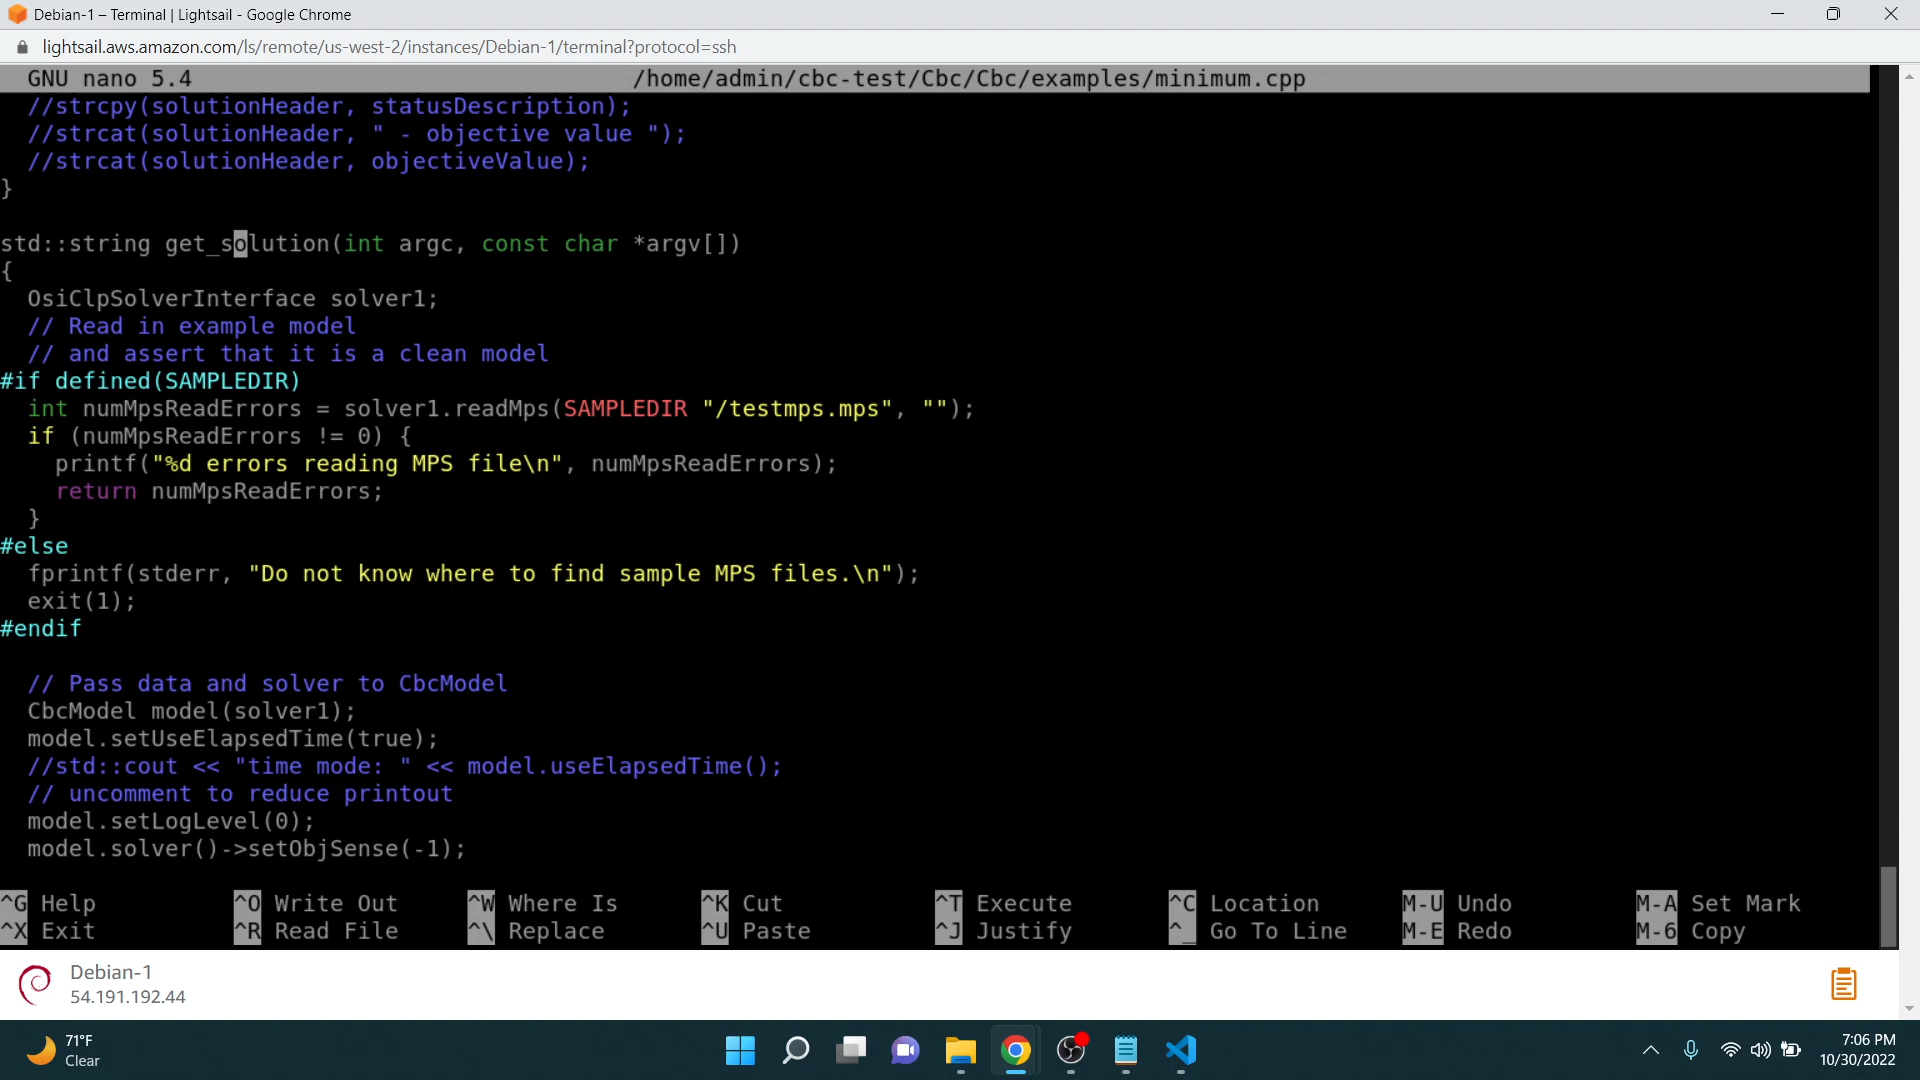 Debian-1 – Terminal | Lightsail - Google Chrome
lightsail.aws.amazon.com/ls/remote/us-west-2/instances/Debian-1/terminal?protocol=ssh
GNU nano 5.4 /home/admin/cbc-test/Cbc/Cbc/examples/minimum.cpp
//strcpy(solutionHeader, statusDescription);
//strcat(solutionHeader, " - objective value ");
//strcat(solutionHeader, objectiveValue);
}
std::string get_solution(int argc, const char *argv[])
{
OsiClpSolverInterface solver1;
// Read in example model
// and assert that it is a clean model
#if defined(SAMPLEDIR)
int numMpsReadErrors = solver1.readMps(SAMPLEDIR "/testmps.mps", "");
if (numMpsReadErrors != 0) {
printf("%d errors reading MPS file\n", numMpsReadErrors);
return numMpsReadErrors;
}
#else
fprintf(stderr, "Do not know where to find sample MPS files.\n");
exit(1);
#endif
// Pass data and solver to CbcModel
CbcModel model(solver1);
model.setUseElapsedTime(true);
//std::cout << "time mode: " << model.useElapsedTime();
// uncomment to reduce printout
model.setLogLevel(0);
model.solver()->setObjSense(-1);
^G Help ^O Write Out ^W Where Is ^K Cut ^T Execute ^C Location M-U Undo M-A Set Mark
^X Exit ^R Read File ^\ Replace ^U Paste ^J Justify ^_ Go To Line M-E Redo M-6 Copy
Debian-1
54.191.192.44
71°F
Clear
7:06 PM
10/30/2022